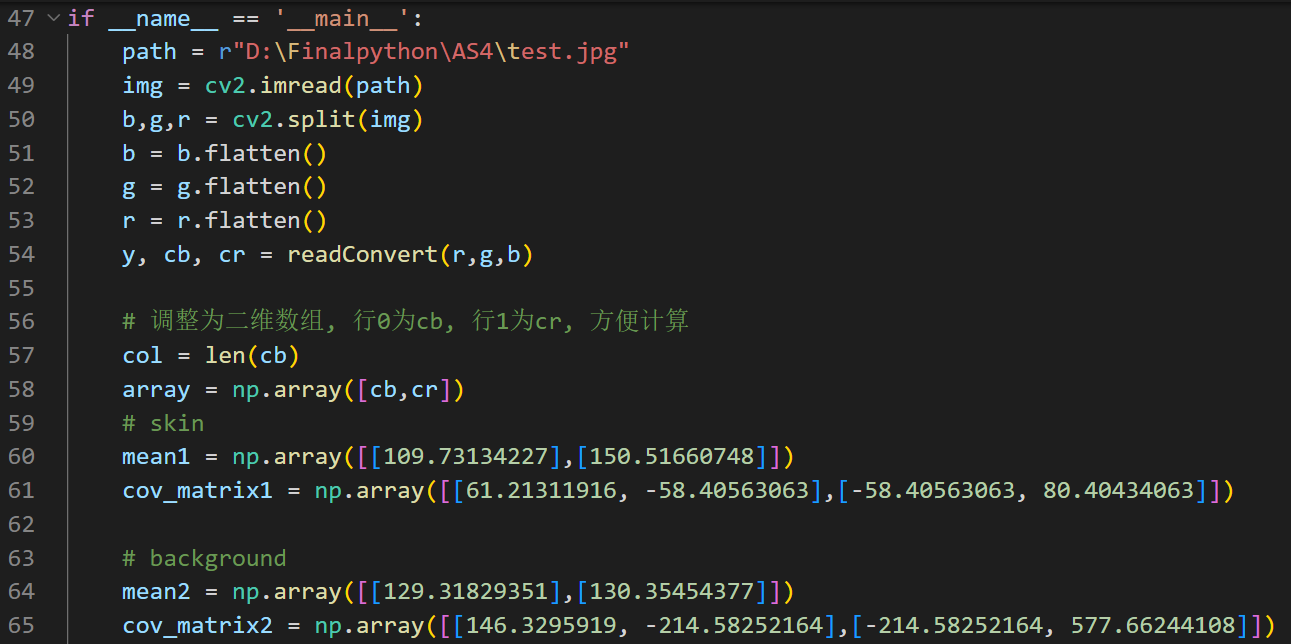 47 if __name__ == '__main__':
48 path = r"D:\Finalpython\AS4\test.jpg"
49 img = cv2.imread(path)
50 b,g,r = cv2.split(img)
51 b = b.flatten()
52 g = g.flatten()
53 r = r.flatten()
54 y, cb, cr = readConvert(r,g,b)
55
56 # 调整为二维数组, 行0为cb, 行1为cr, 方便计算
57 col = len(cb)
58 array = np.array([cb,cr])
59 # skin
60 mean1 = np.array([[109.73134227],[150.51660748]])
61 cov_matrix1 = np.array([[61.21311916, -58.40563063],[-58.40563063, 80.40434063]])
62
63 # background
64 mean2 = np.array([[129.31829351],[130.35454377]])
65 cov_matrix2 = np.array([[146.3295919, -214.58252164],[-214.58252164, 577.66244108]])